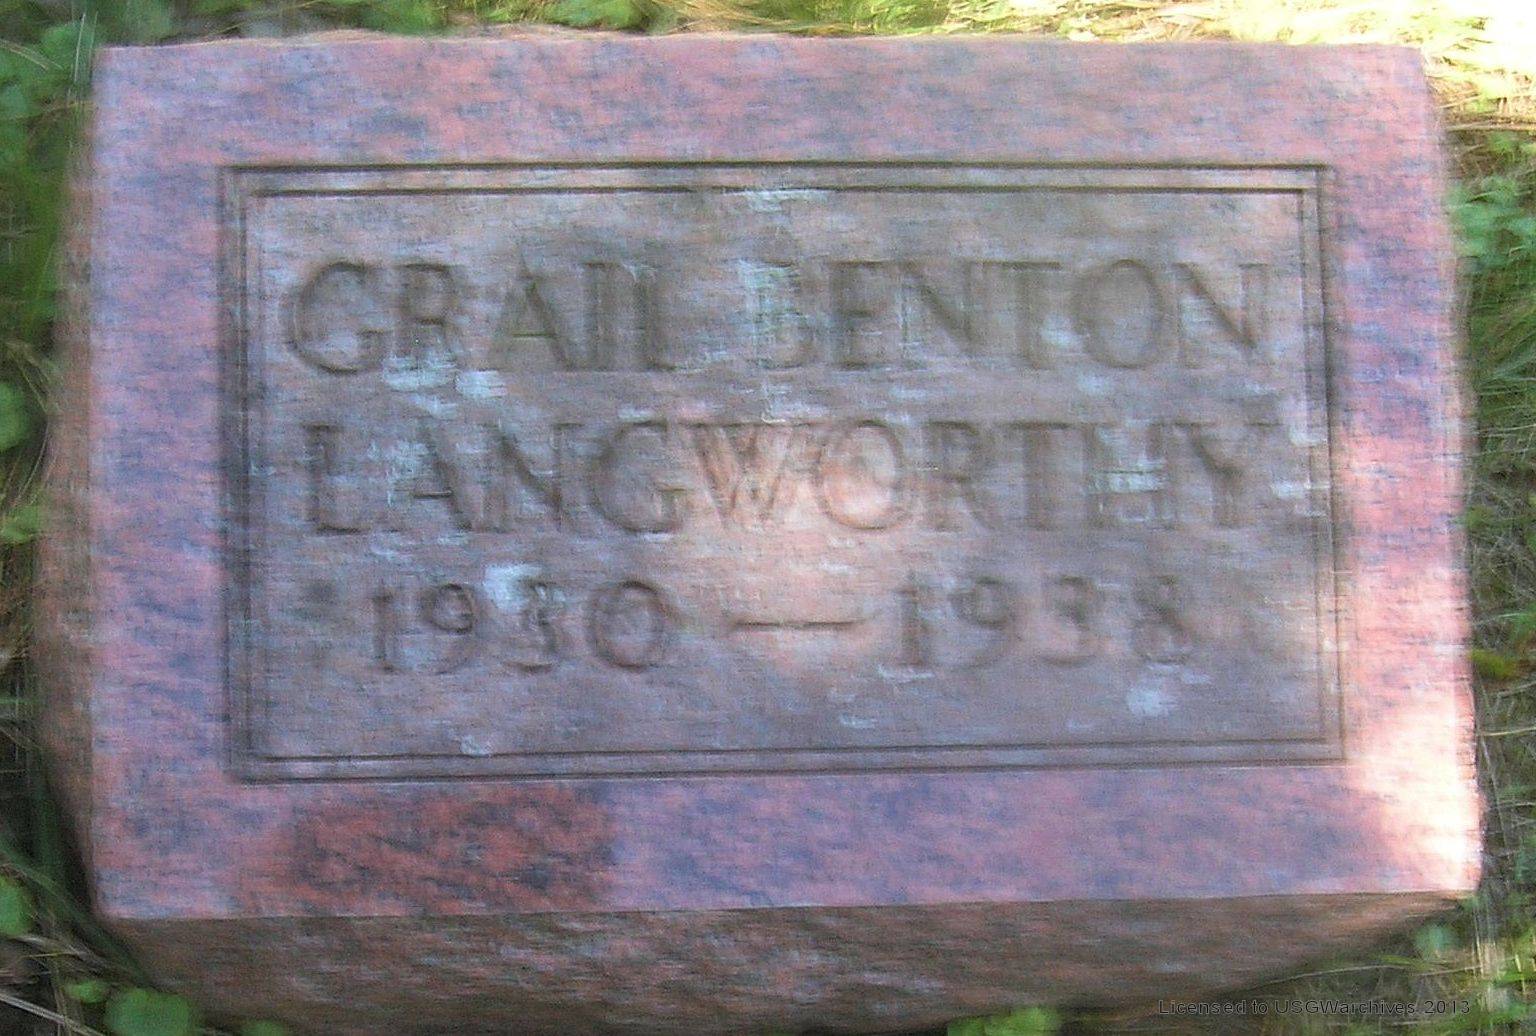 GRAIL BENTON
LANGWORTHY
1930 — 1938
Licensed to USGWarchives 2013